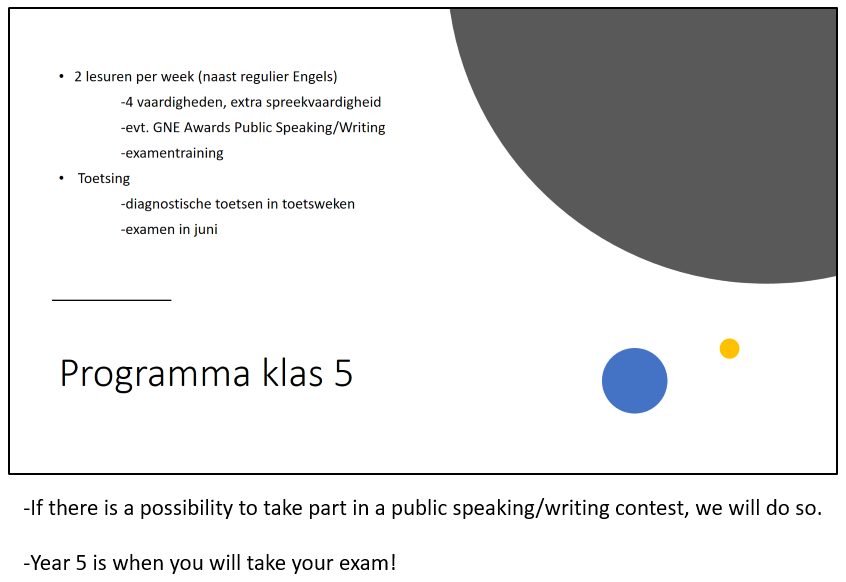 • 2 lesuren per week (naast regulier Engels)
-4 vaardigheden, extra spreekvaardigheid
-evt. GNE Awards Public Speaking/Writing
-examentraining
• Toetsing
-diagnostische toetsen in toetsweken
-examen in juni
Programma klas 5
-If there is a possibility to take part in a public speaking/writing contest, we will do so.
-Year 5 is when you will take your exam!